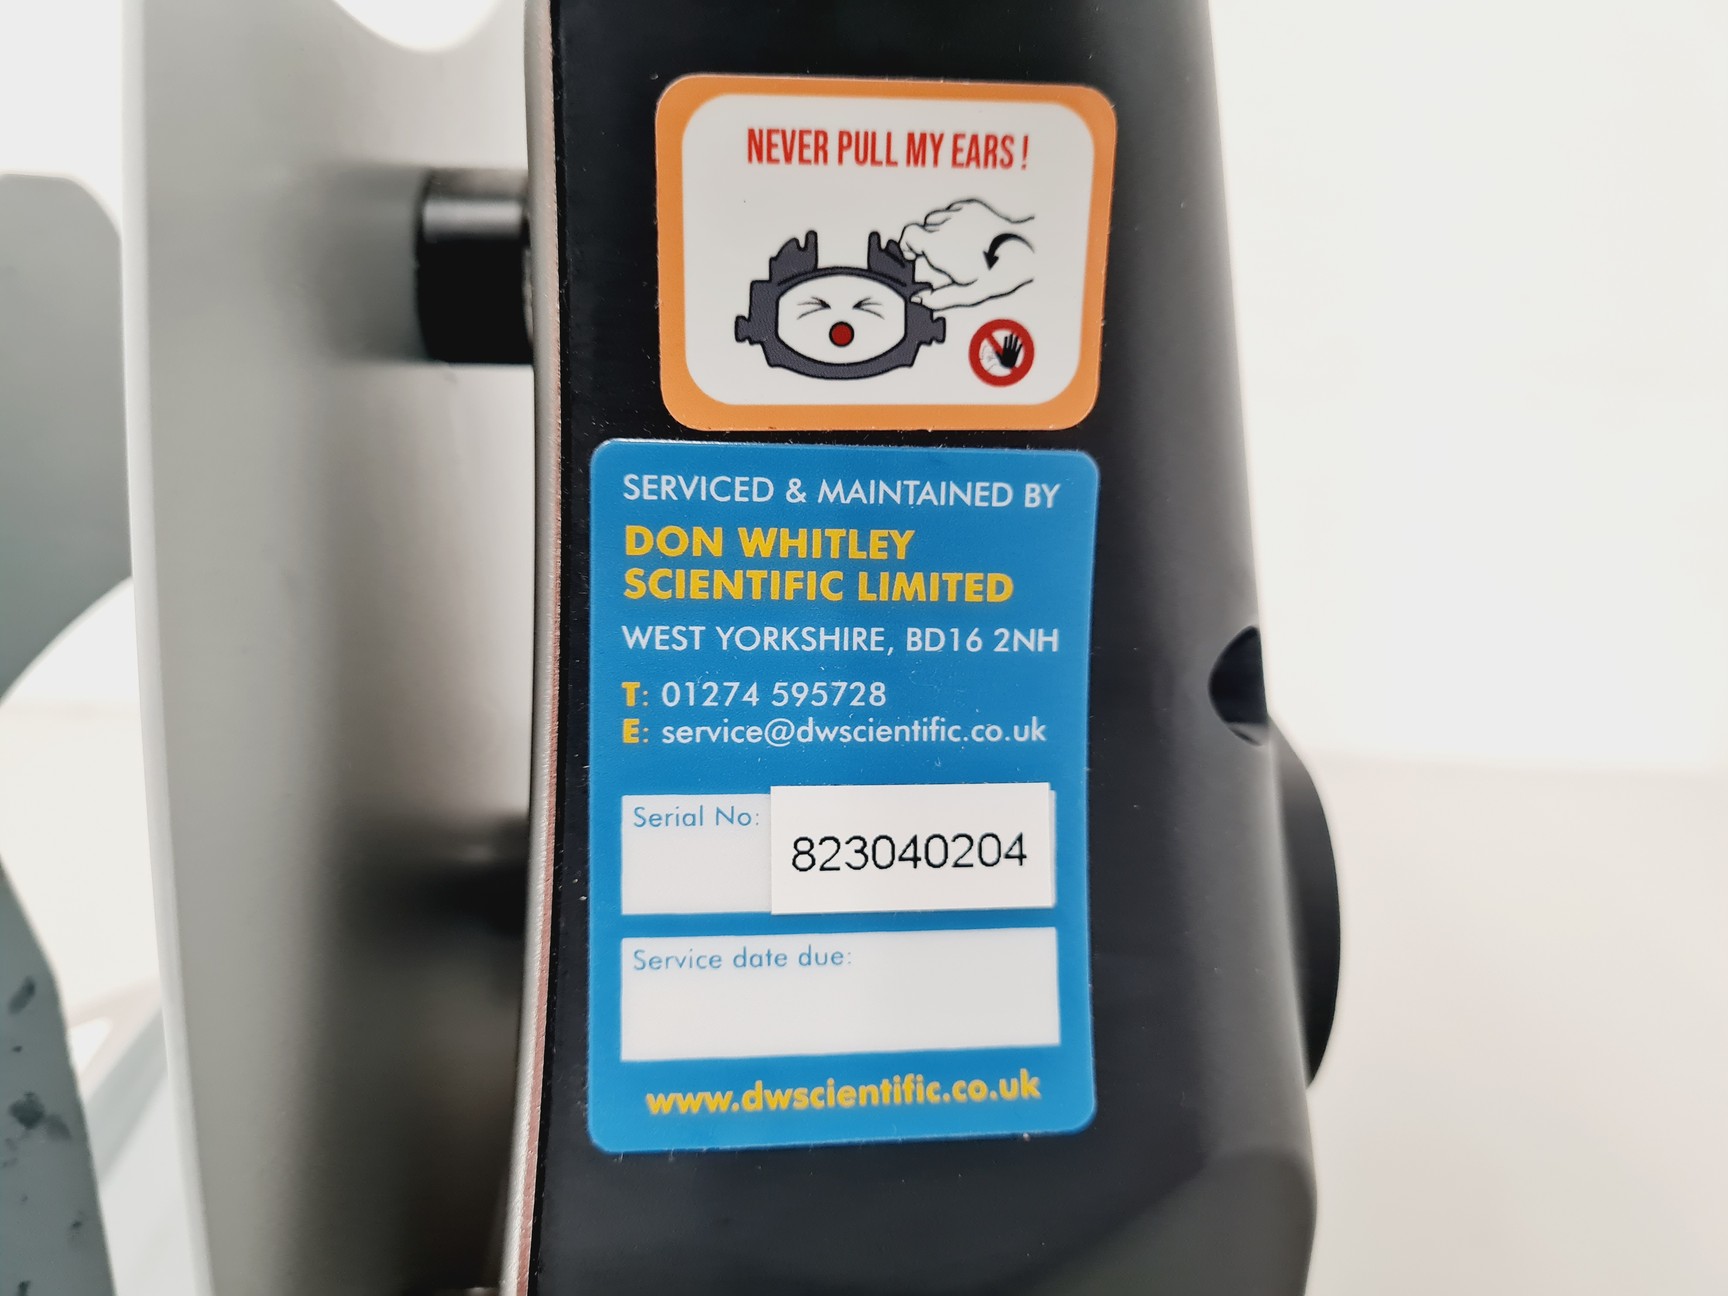 NEVER PULL MY EARS !
SERVICED & MAINTAINED BY
DON WHITLEY
SCIENTIFIC LIMITED
WEST YORKSHIRE, BD16 2NH
T: 01274 595728
E: service@dwscientific.co.uk
Serial No: 823040204
Service date due:
www.dwscientific.co.uk